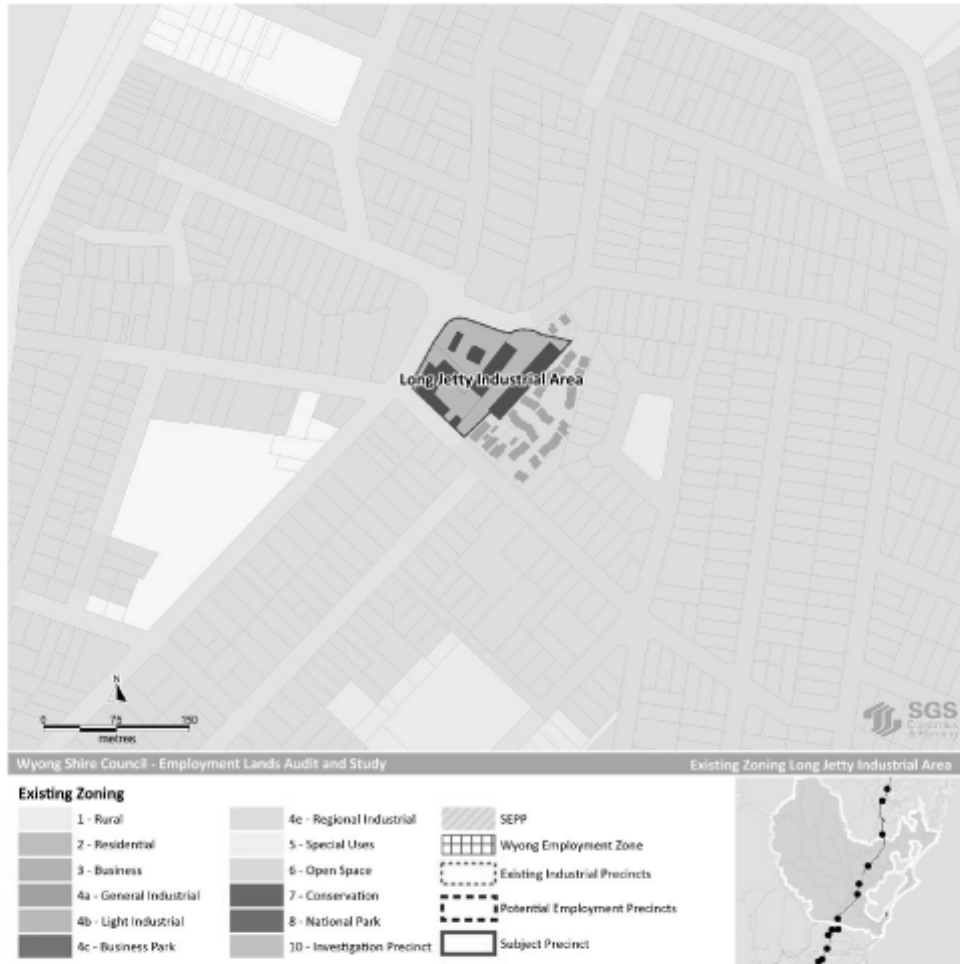 Long Jetty Industrial Area
N
0 75 150
metres
SGS
Economics
& Planning
Wyong Shire Council - Employment Lands Audit and Study
Existing Zoning Long Jetty Industrial Area
Existing Zoning
1 - Rural
2 - Residential
3 - Business
4a - General Industrial
4b - Light Industrial
4c - Business Park
4e - Regional Industrial
5 - Special Uses
6 - Open Space
7 - Conservation
8 - National Park
10 - Investigation Precinct
SEPP
Wyong Employment Zone
Existing Industrial Precincts
Potential Employment Precincts
Subject Precinct